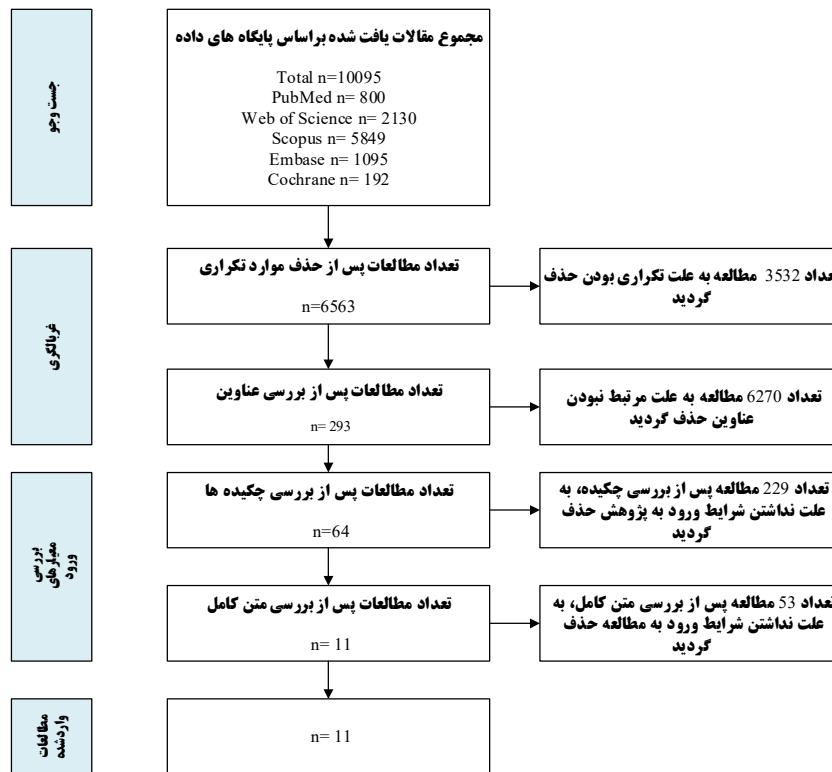 جست وجو
مجموع مقالات یافت شده براساس پایگاه های داده
Total n=10095
PubMed n= 800
Web of Science n= 2130
Scopus n= 5849
Embase n= 1095
Cochrane n= 192
غربالگری
تعداد مطالعات پس از حذف موارد تکراری
n=6563
تعداد 3532 مطالعه به علت تکراری بودن حذف
گردید
تعداد مطالعات پس از بررسی عناوین
n= 293
تعداد 6270 مطالعه به علت مرتبط نبودن
عناوین حذف گردید
بررسی
معیارهای
ورود
تعداد مطالعات پس از بررسی چکیده ها
n=64
تعداد 229 مطالعه پس از بررسی چکیده، به
علت نداشتن شرایط ورود به پژوهش حذف
گردید
تعداد مطالعات پس از بررسی متن کامل
n= 11
تعداد 53 مطالعه پس از بررسی متن کامل، به
علت نداشتن شرایط ورود به مطالعه حذف
گردید
مطالعات
واردشده
n= 11